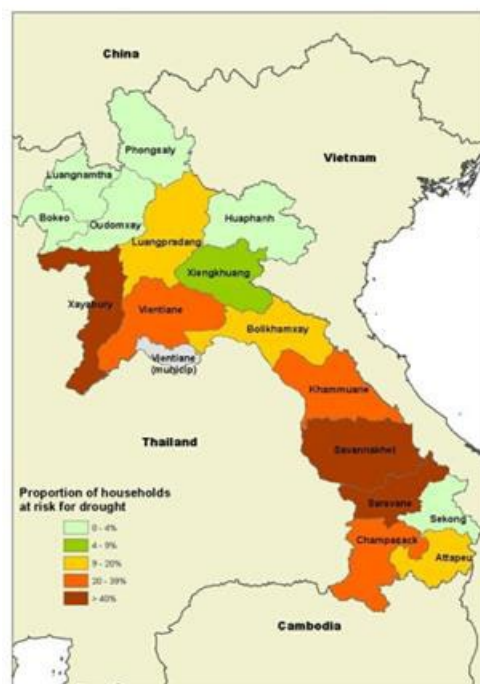 China
Phongsaly
Vietnam
Luangnamtha
Bokeo
Oudomxay
Huaphanh
Luangpradang
Xiengkhuang
Xayabury
Vientiane
Bolikhamxay
Vientiane
(municip)
Khammuane
Thailand
Savannakhet
Saravane
Sekong
Champasack
Attapeu
Proportion of households
at risk for drought
0 - 4%
4 - 9%
9 - 20%
20 - 39%
> 40%
Cambodia